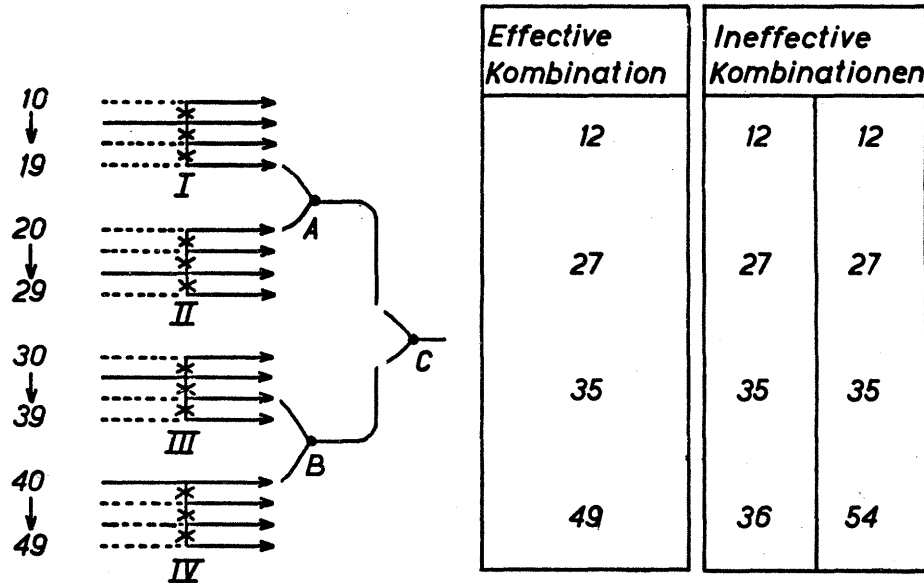 Effective
Kombination
Ineffective
Kombinationen
10
19
I
20
29
II
30
39
III
40
49
IV
A
B
C
12 12 12
27 27 27
35 35 35
49 36 54